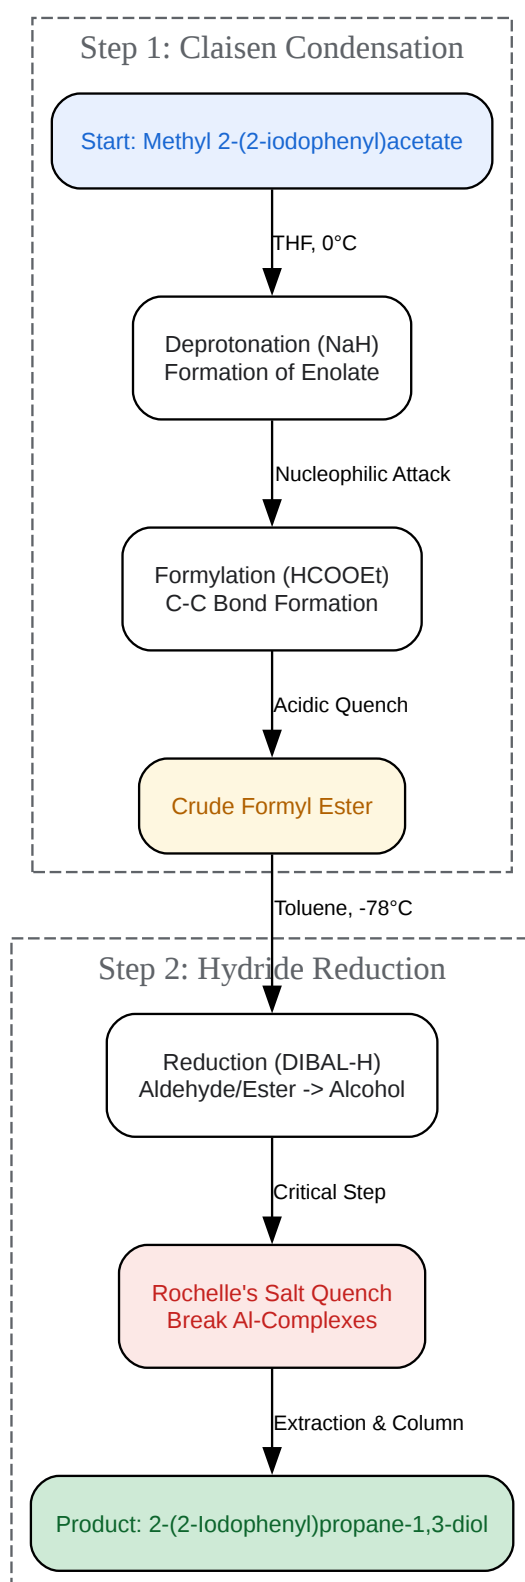 Step 1: Claisen Condensation
Start: Methyl 2-(2-iodophenyl)acetate
THF, 0°C
Deprotonation (NaH)
Formation of Enolate
Nucleophilic Attack
Formylation (HCOOEt)
C-C Bond Formation
Acidic Quench
Crude Formyl Ester
Toluene, -78°C
Step 2: Hydride Reduction
Reduction (DIBAL-H)
Aldehyde/Ester -> Alcohol
Critical Step
Rochelle's Salt Quench
Break Al-Complexes
Extraction & Column
Product: 2-(2-Iodophenyl)propane-1,3-diol